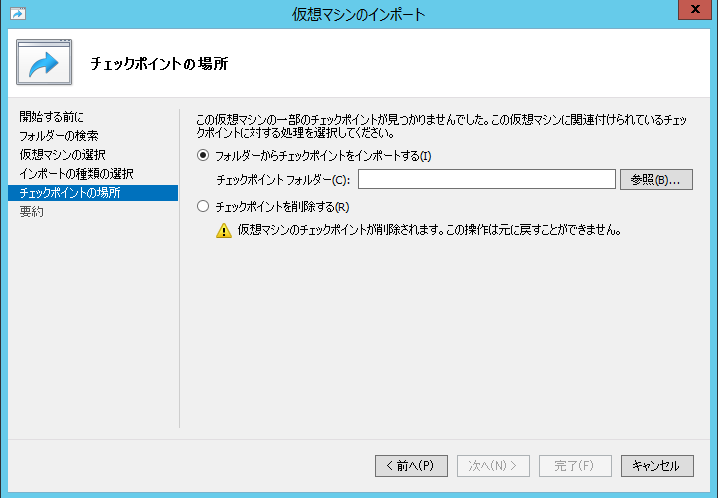 仮想マシンのインポート
x
チェックポイントの場所
開始する前に
フォルダーの検索
仮想マシンの選択
インポートの種類の選択
チェックポイントの場所
要約
この仮想マシンの一部のチェックポイントが見つかりませんでした。この仮想マシンに関連付けられているチェッ
クポイントに対する処理を選択してください。
フォルダーからチェックポイントをインポートする(I)
チェックポイント フォルダー(C):
参照(B)...
チェックポイントを削除する(R)
仮想マシンのチェックポイントが削除されます。この操作は元に戻すことができません。
< 前へ(P)
次へ(N) >
完了(F)
キャンセル